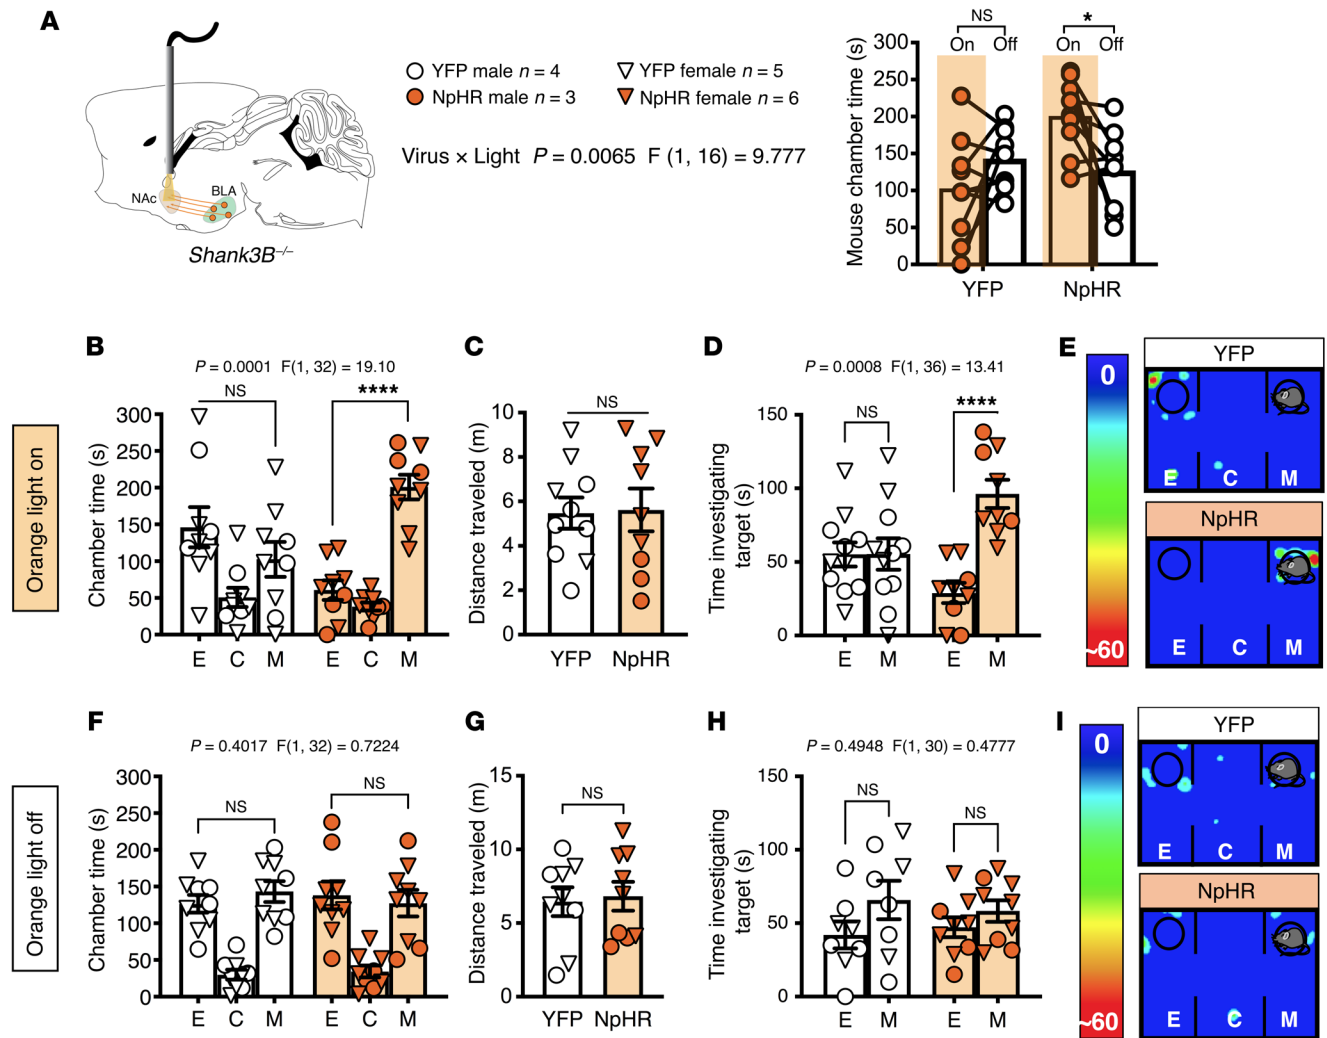 A
YFP male n = 4
YFP female n = 5
NpHR male n = 3
NpHR female n = 6
Virus × Light P = 0.0065 F (1, 16) = 9.777
NAc
BLA
Shank3B–/–
NS
*
On Off On Off
Mouse chamber time (s)
300
250
200
150
100
50
0
YFP NpHR
Orange light on
B
P = 0.0001 F(1, 32) = 19.10
NS
****
Chamber time (s)
300
250
200
150
100
50
0
E C M E C M
C
NS
Distance traveled (m)
10
8
6
4
2
0
YFP NpHR
D
P = 0.0008 F(1, 36) = 13.41
NS
****
Time investigating
target (s)
150
100
50
0
E M E M
E
0
~60
YFP
E C M
NpHR
E C M
Orange light off
F
P = 0.4017 F(1, 32) = 0.7224
NS
NS
Chamber time (s)
300
250
200
150
100
50
0
E C M E C M
G
NS
Distance traveled (m)
15
10
5
0
YFP NpHR
H
P = 0.4948 F(1, 30) = 0.4777
NS
NS
Time investigating
target (s)
150
100
50
0
E M E M
I
0
~60
YFP
E C M
NpHR
E C M